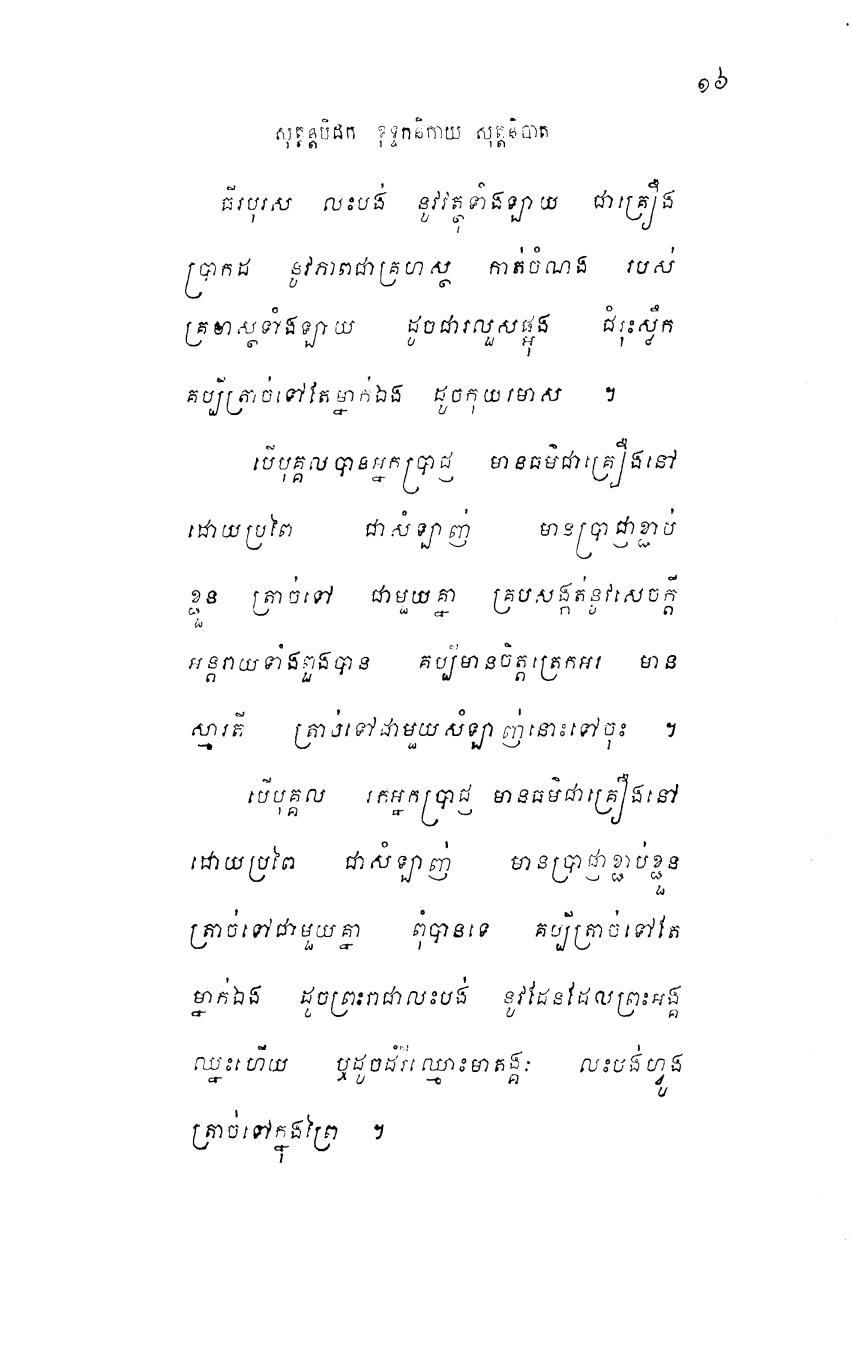 ១៦
សុត្តន្តបិដក ខុទ្ទកនិកាយ សុត្តនិបាត
ធីរបុរស លះបង់ នូវវត្ថុទាំងឡាយ ជាគ្រឿង
ប្រាកដ នូវភាពជាគ្រហស្ថ កាត់ចំណង របស់
គ្រហស្ថទាំងឡាយ ដូចជារលួសផ្អុង ជំរុះស្លឹក
គប្បីត្រាច់ទៅតែម្នាក់ឯង ដូចកុយរមាស ។
បើបុគ្គលបានអ្នកប្រាជ្ញ មានធម៌ជាគ្រឿងនៅ
ដោយប្រពៃ ជាសំឡាញ់ មានប្រាជ្ញាខ្ជាប់
ខ្ជួន ត្រាច់ទៅ ជាមួយគ្នា គ្របសង្កត់នូវសេចក្តី
អន្តរាយទាំងពួងបាន គប្បីមានចិត្តត្រេកអរ មាន
ស្មារតី ត្រាច់ទៅជាមួយសំឡាញ់នោះទៅចុះ ។
បើបុគ្គល រកអ្នកប្រាជ្ញ មានធម៌ជាគ្រឿងនៅ
ដោយប្រពៃ ជាសំឡាញ់ មានប្រាជ្ញាខ្ជាប់ខ្ជួន
ត្រាច់ទៅជាមួយគ្នា ពុំបានទេ គប្បីត្រាច់ទៅតែ
ម្នាក់ឯង ដូចព្រះរាជាលះបង់ នូវដែនដែលព្រះអង្គ
ឈ្នះហើយ ឬដូចដំរីឈ្មោះមាតង្គៈ លះបង់ហ្វូង
ត្រាច់ទៅក្នុងព្រៃ ។